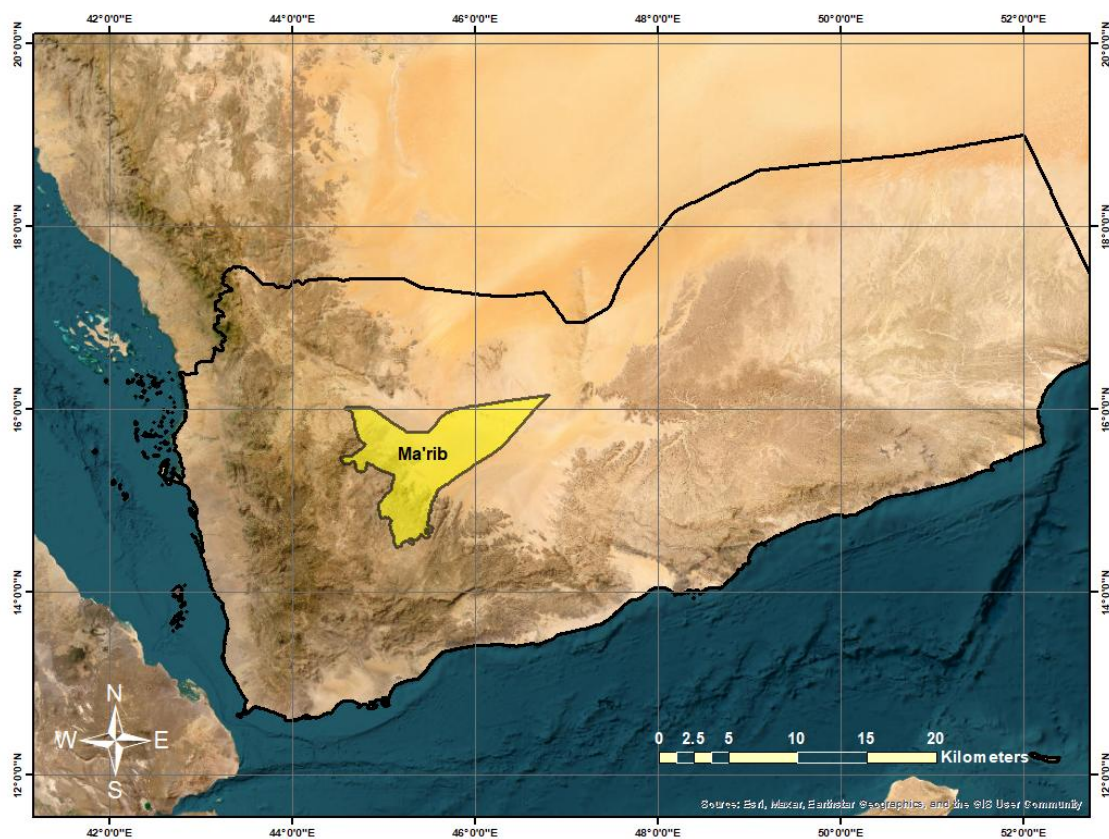 42°0'0"E 44°0'0"E 46°0'0"E 48°0'0"E 50°0'0"E 52°0'0"E
20°0'0"N 20°0'0"N
18°0'0"N 18°0'0"N
16°0'0"N 16°0'0"N
Ma'rib
14°0'0"N 14°0'0"N
N
W E
S
0 2.5 5 10 15 20
Kilometers
12°0'0"N 12°0'0"N
Source: Esri, Maxar, Earthstar Geographics, and the GIS User Community
42°0'0"E 44°0'0"E 46°0'0"E 48°0'0"E 50°0'0"E 52°0'0"E